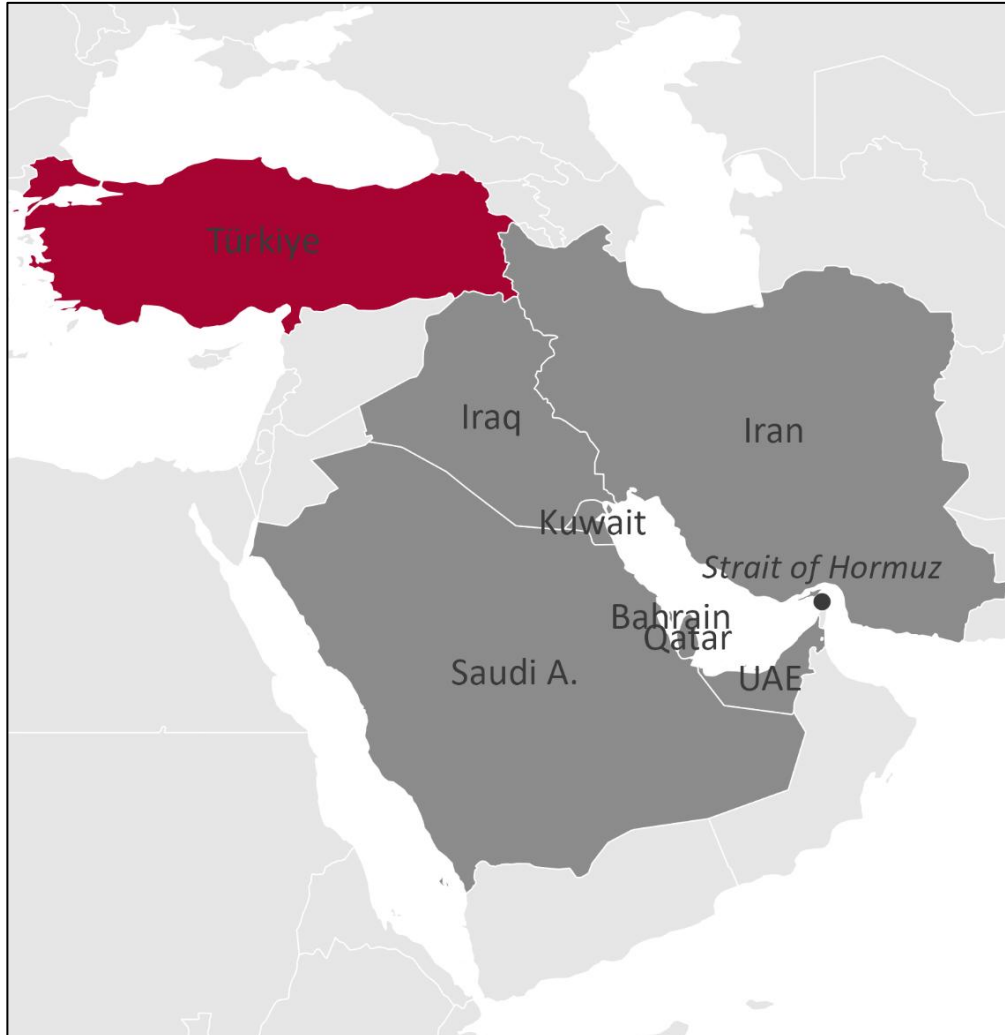 Türkiye
Iraq
Iran
Kuwait
Strait of Hormuz
Bahrain
Qatar
Saudi A.
UAE